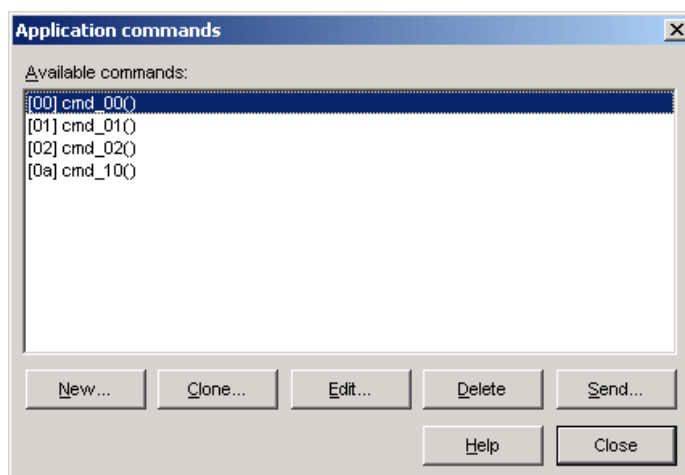 Application commands
Available commands:
[00] cmd_00()
[01] cmd_01()
[02] cmd_02()
[0a] cmd_10()
New... Clone... Edit... Delete Send...
Help Close